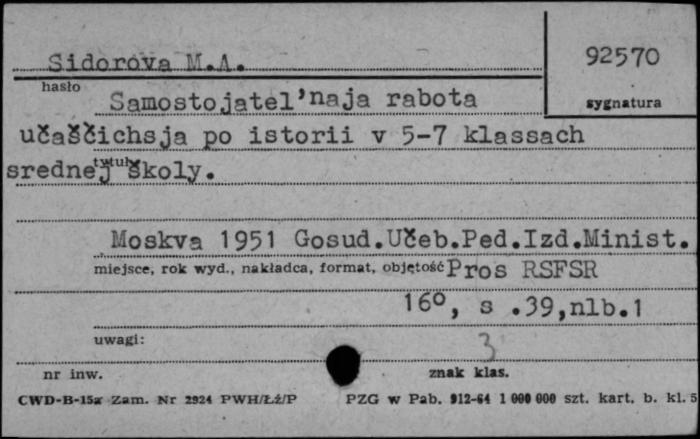 Sidorova M.A.
92570
hasło
sygnatura
Samostojatel'naja rabota
učaščichsja po istorii v 5-7 klassach
tytuł
srednej školy.
Moskva 1951 Gosud.Učeb.Ped.Izd.Minist.
miejsce, rok wyd., nakładca, format, objętość Pros RSFSR
16°, s .39,nlb.1
uwagi:
3
nr inw.
znak klas.
CWD-B-15a Zam. Nr 2924 PWH/Łź/P
PZG w Pab. 912-64 1 000 000 szt. kart. b. kl. 5